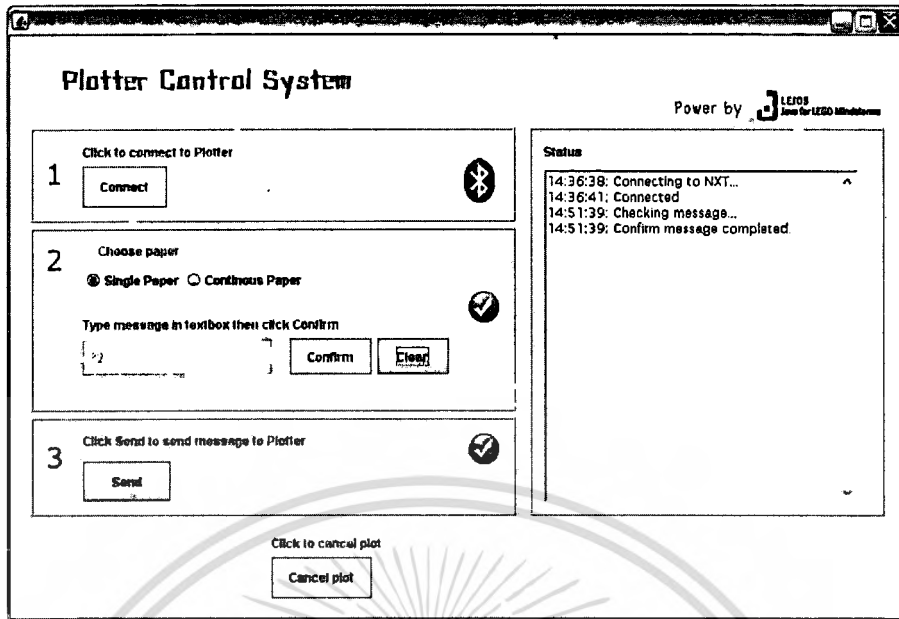 Plotter Control System
Power by LEJOS
Java for LEGO Mindstorms
1
Click to connect to Plotter
Connect
2
Choose paper
Single Paper Continous Paper
Type message in textbox then click Confirm
Confirm Clear
3
Click Send to send message to Plotter
Send
Click to cancel plot
Cancel plot
Status
14:36:38: Connecting to NXT...
14:36:41: Connected
14:51:39: Checking message...
14:51:39: Confirm message completed.